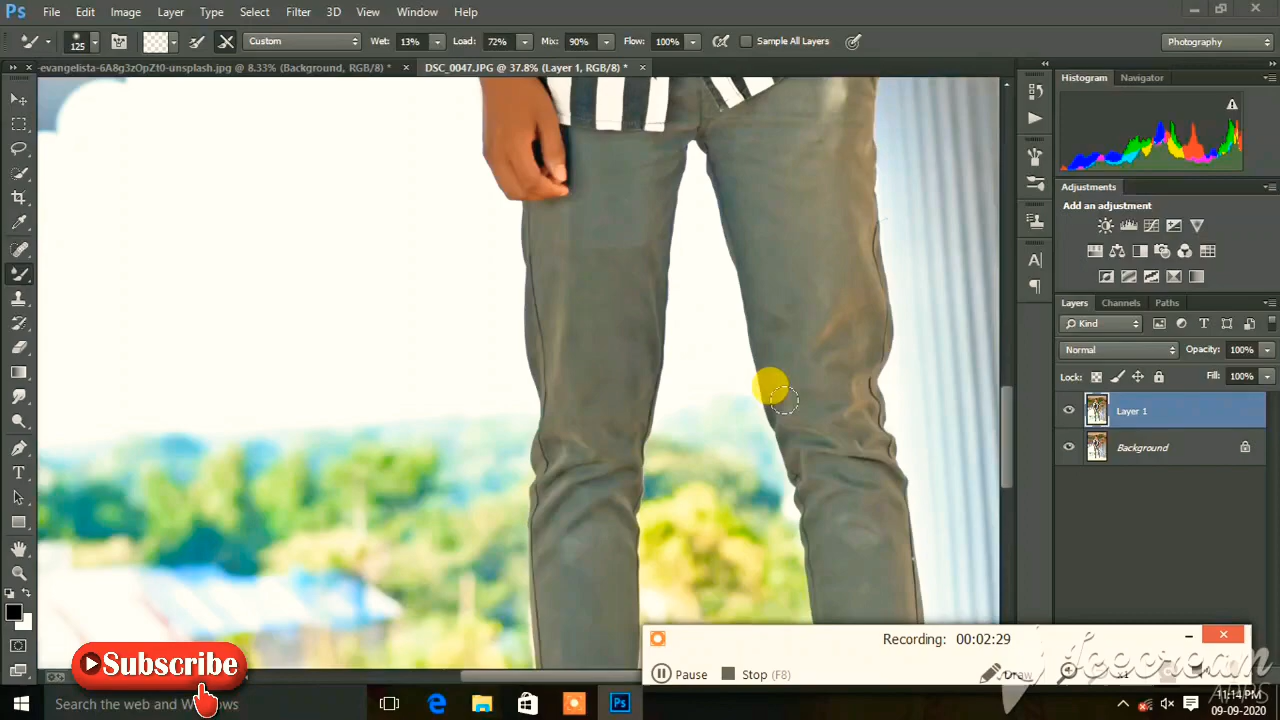 Ps File Edit Image Layer Type Select Filter 3D View Window Help
125 Custom Wet: 13% Load: 72% Mix: 90% Flow: 100% Sample All Layers Photography
-evangelista-6A8g3zOpZt0-unsplash.jpg @ 8.33% (Background, RGB/8) * × DSC_0047.JPG @ 37.8% (Layer 1, RGB/8) * ×
Histogram Navigator
Adjustments
Add an adjustment
Layers Channels Paths
Kind
Normal Opacity: 100%
Lock: Fill: 100%
Layer 1
Background
Recording: 00:02:29
Pause Stop (F8) Draw x1
Icecream
APPS
Subscribe
Search the web and Windows
11:14 PM
09-09-2020